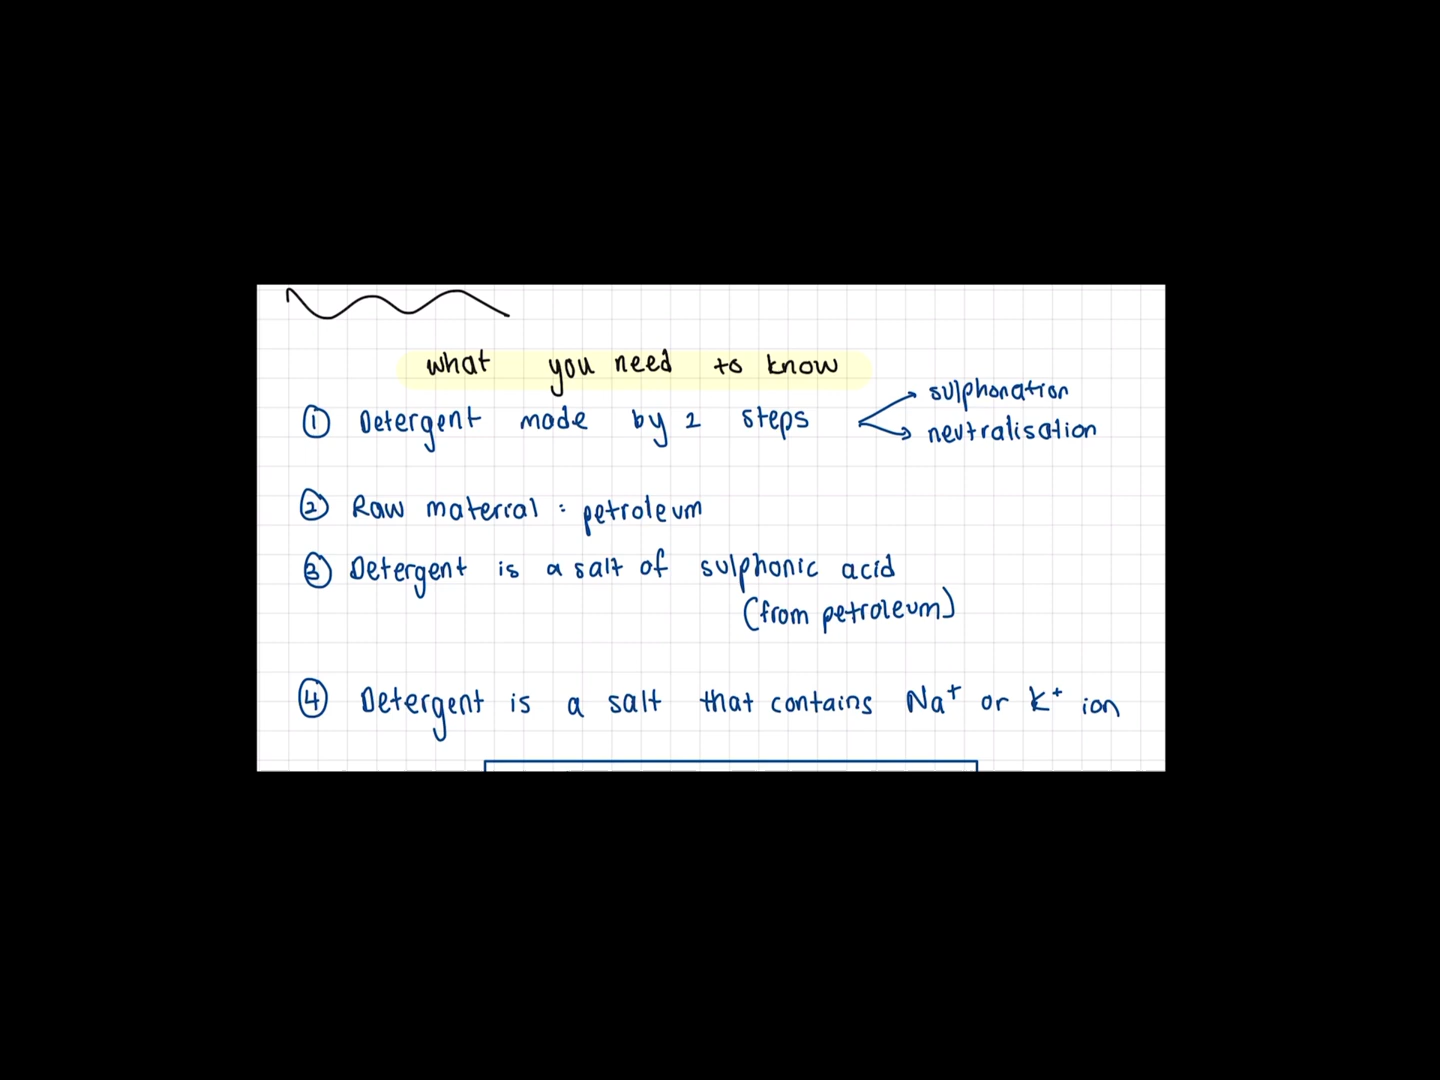 what you need to know
① Detergent made by 2 steps
sulphonation
neutralisation
② Raw material : petroleum
③ Detergent is a salt of sulphonic acid
(from petroleum)
④ Detergent is a salt that contains Na⁺ or K⁺ ion